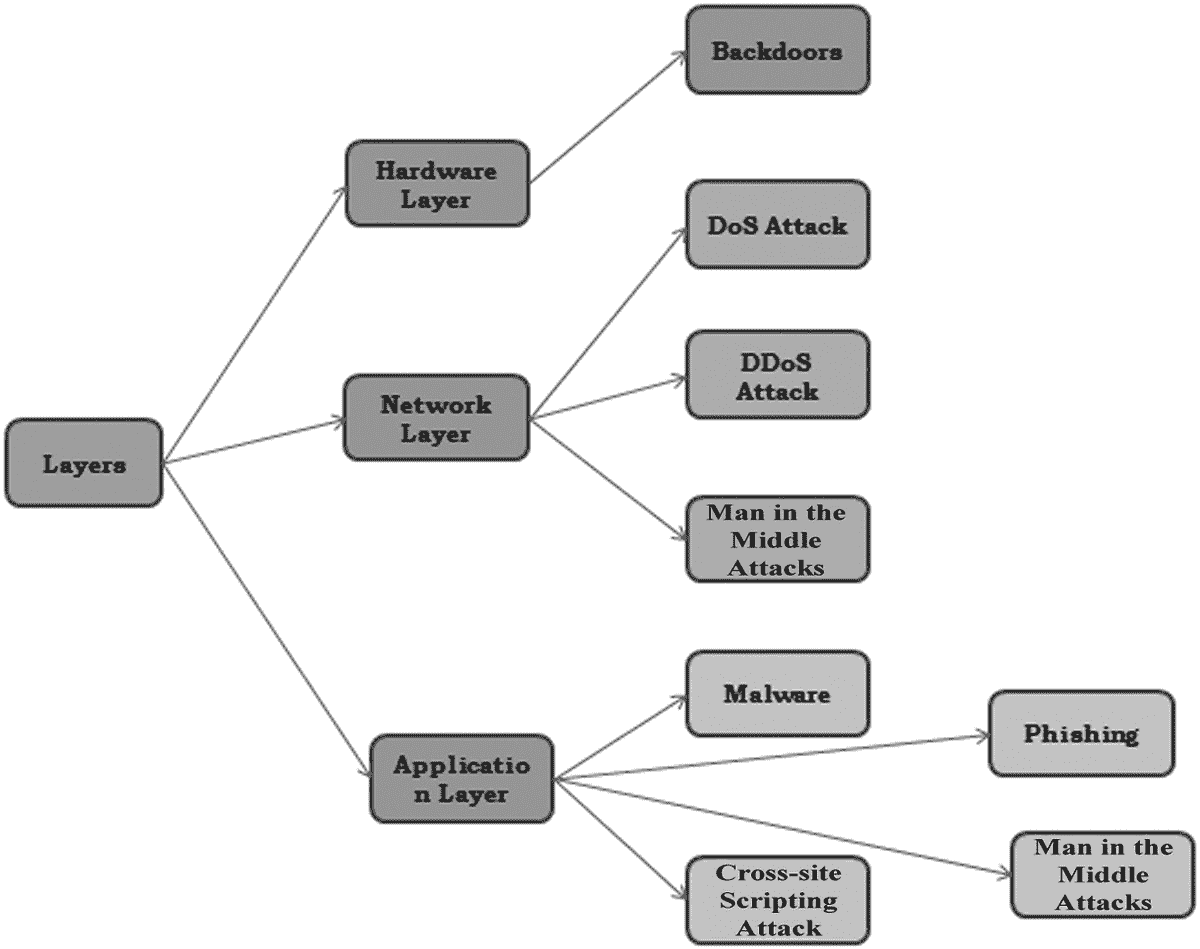 Backdoors
Hardware
Layer
DoS Attack
DDoS
Attack
Network
Layer
Layers
Man in the
Middle
Attacks
Malware
Phishing
Applicatio
n Layer
Man in the
Middle
Attacks
Cross-site
Scripting
Attack